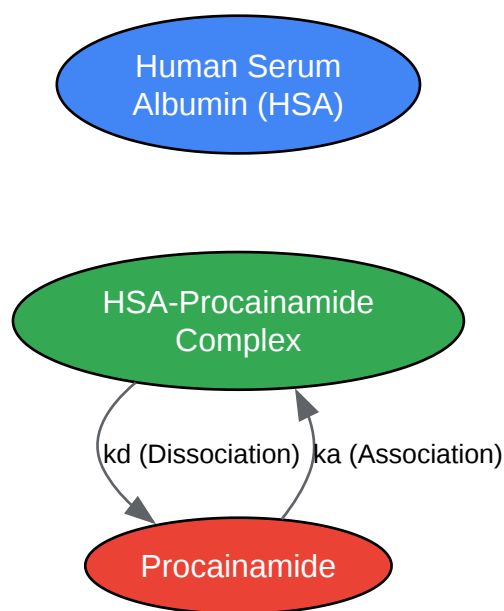 Human Serum
Albumin (HSA)
HSA-Procainamide
Complex
kd (Dissociation)
ka (Association)
Procainamide